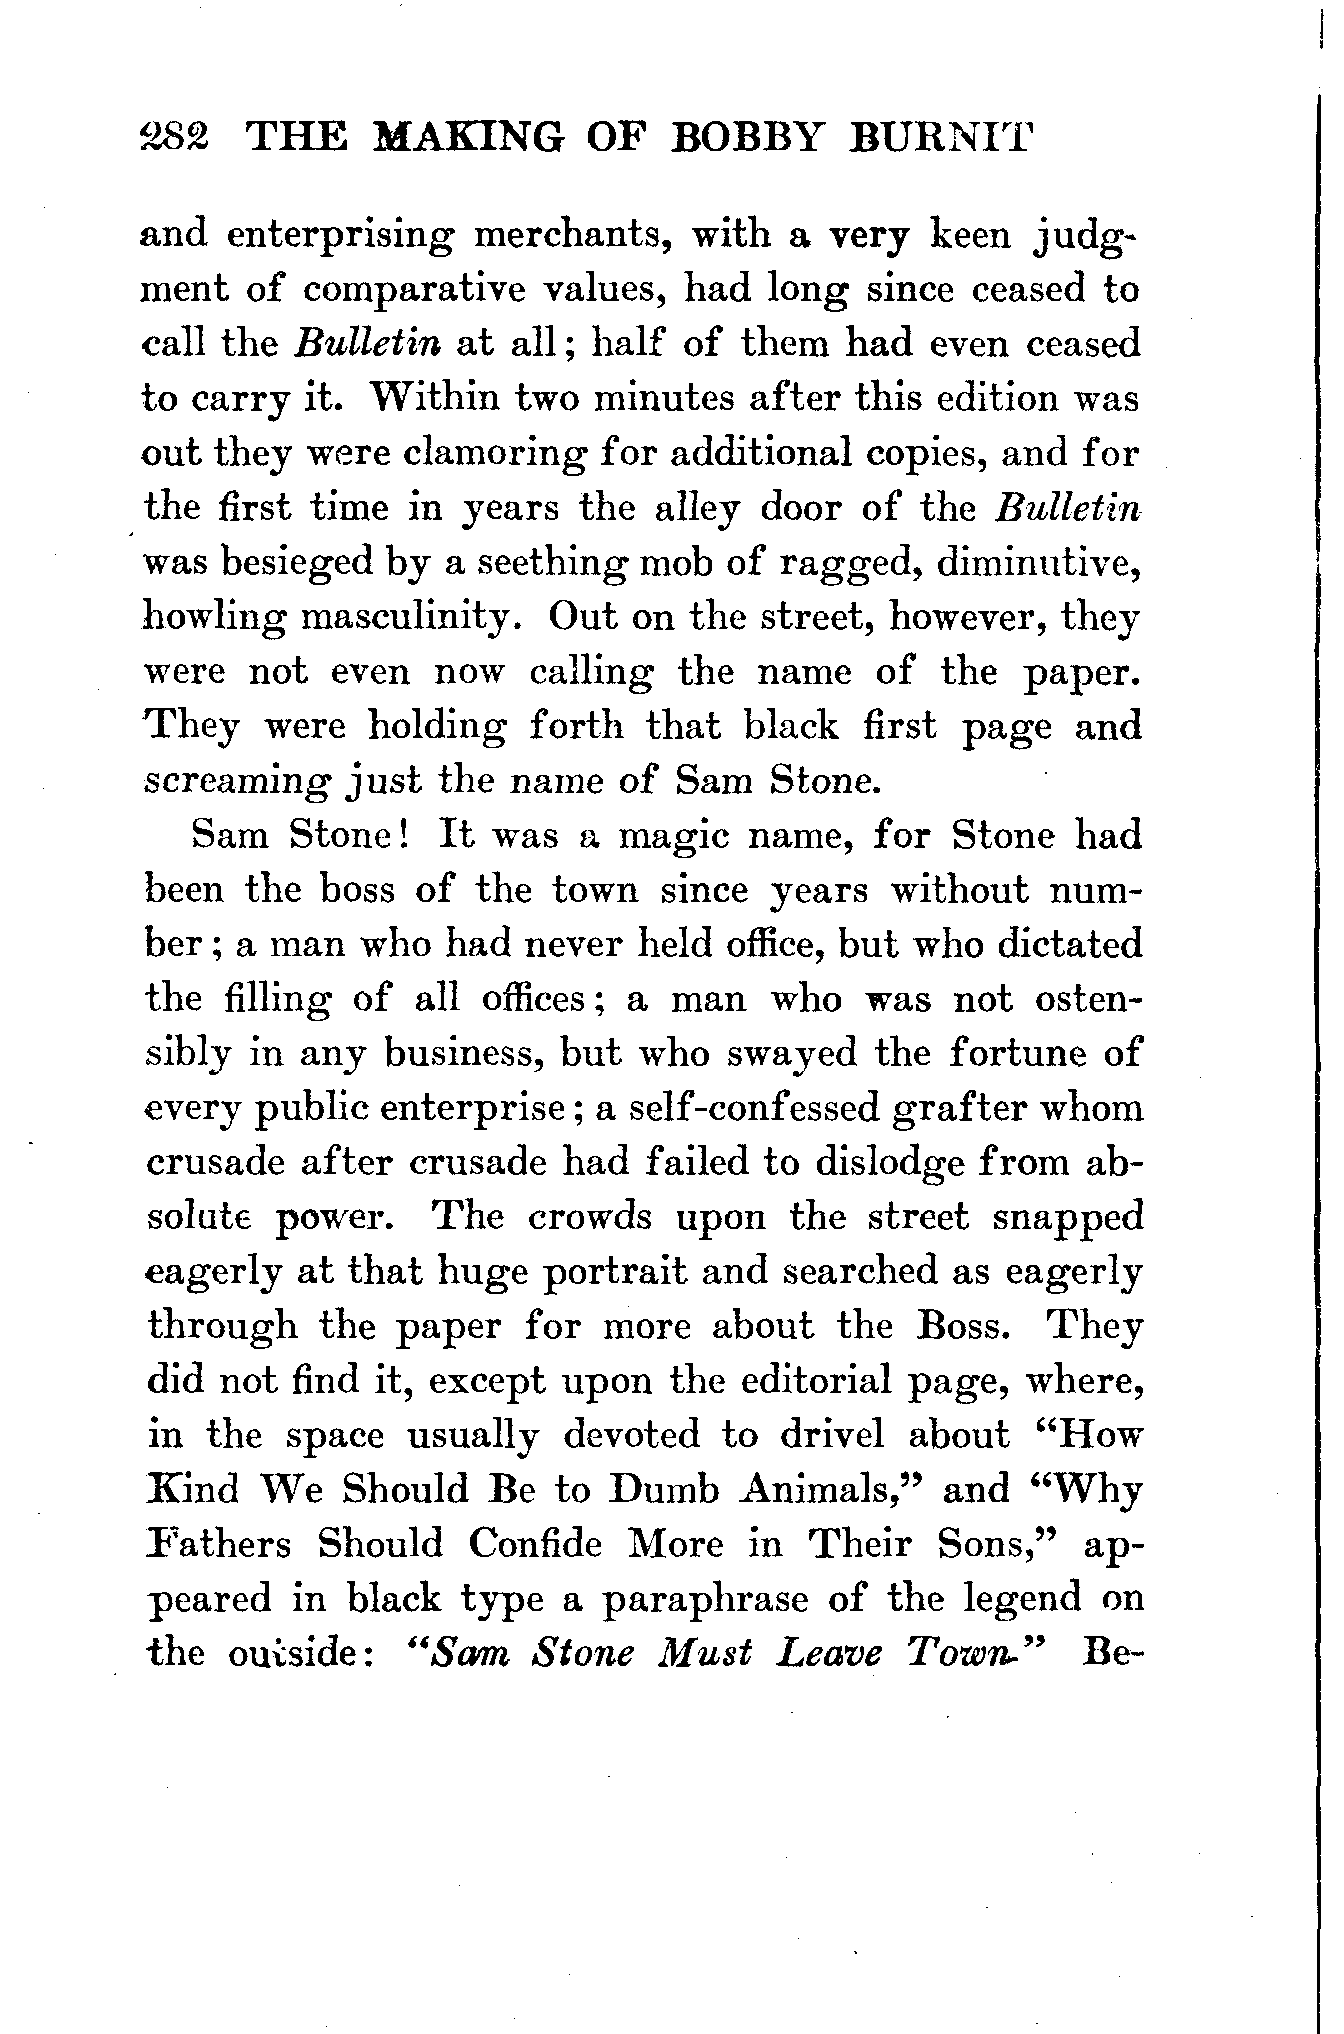 282 THE MAKING OF BOBBY BURNIT
and enterprising merchants, with a very keen judg-
ment of comparative values, had long since ceased to
call the Bulletin at all; half of them had even ceased
to carry it. Within two minutes after this edition was
out they were clamoring for additional copies, and for
the first time in years the alley door of the Bulletin
was besieged by a seething mob of ragged, diminutive,
howling masculinity. Out on the street, however, they
were not even now calling the name of the paper.
They were holding forth that black first page and
screaming just the name of Sam Stone.
Sam Stone! It was a magic name, for Stone had
been the boss of the town since years without num-
ber; a man who had never held office, but who dictated
the filling of all offices; a man who was not osten-
sibly in any business, but who swayed the fortune of
every public enterprise; a self-confessed grafter whom
crusade after crusade had failed to dislodge from ab-
solute power. The crowds upon the street snapped
eagerly at that huge portrait and searched as eagerly
through the paper for more about the Boss. They
did not find it, except upon the editorial page, where,
in the space usually devoted to drivel about "How
Kind We Should Be to Dumb Animals," and "Why
Fathers Should Confide More in Their Sons," ap-
peared in black type a paraphrase of the legend on
the outside: "Sam Stone Must Leave Town." Be-